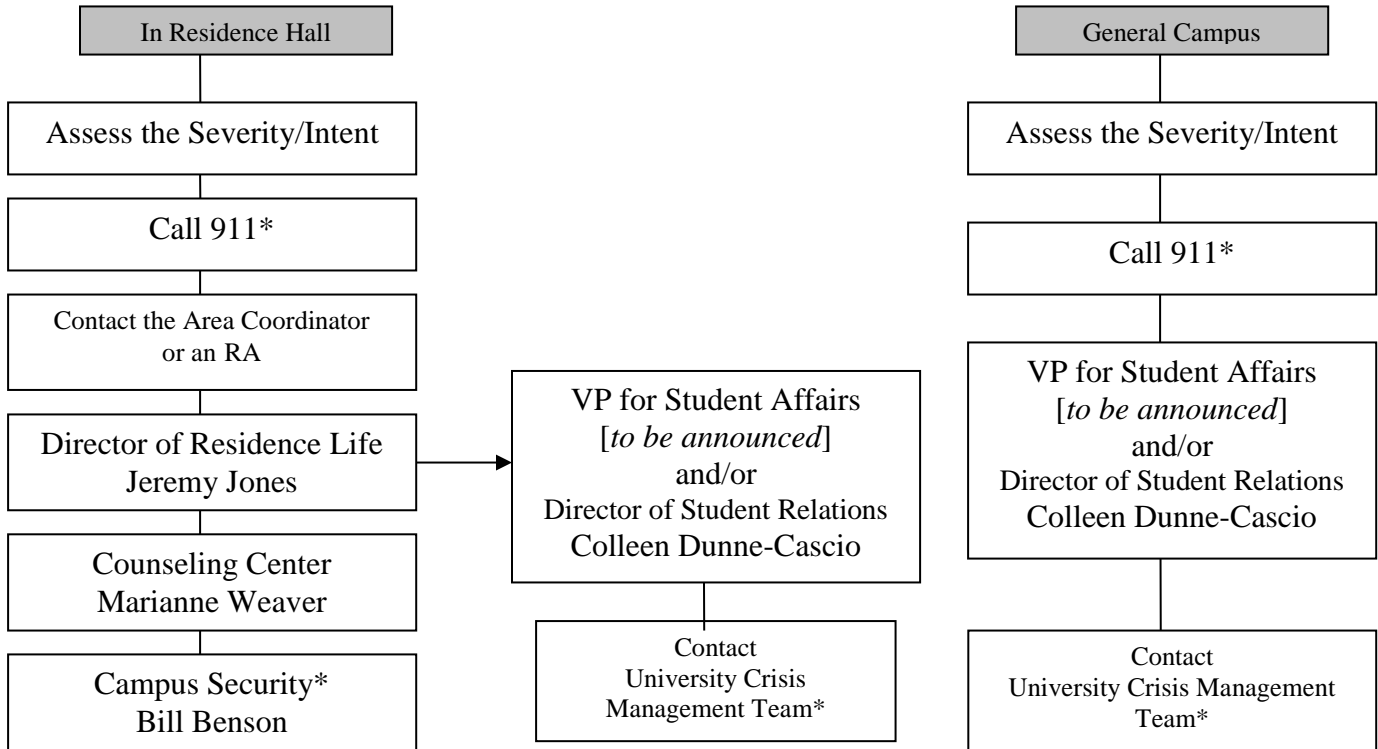 In Residence Hall
Assess the Severity/Intent
Call 911*
Contact the Area Coordinator
or an RA
Director of Residence Life
Jeremy Jones
Counseling Center
Marianne Weaver
Campus Security*
Bill Benson
VP for Student Affairs
[to be announced]
and/or
Director of Student Relations
Colleen Dunne-Cascio
Contact
University Crisis
Management Team*
General Campus
Assess the Severity/Intent
Call 911*
VP for Student Affairs
[to be announced]
and/or
Director of Student Relations
Colleen Dunne-Cascio
Contact
University Crisis Management
Team*